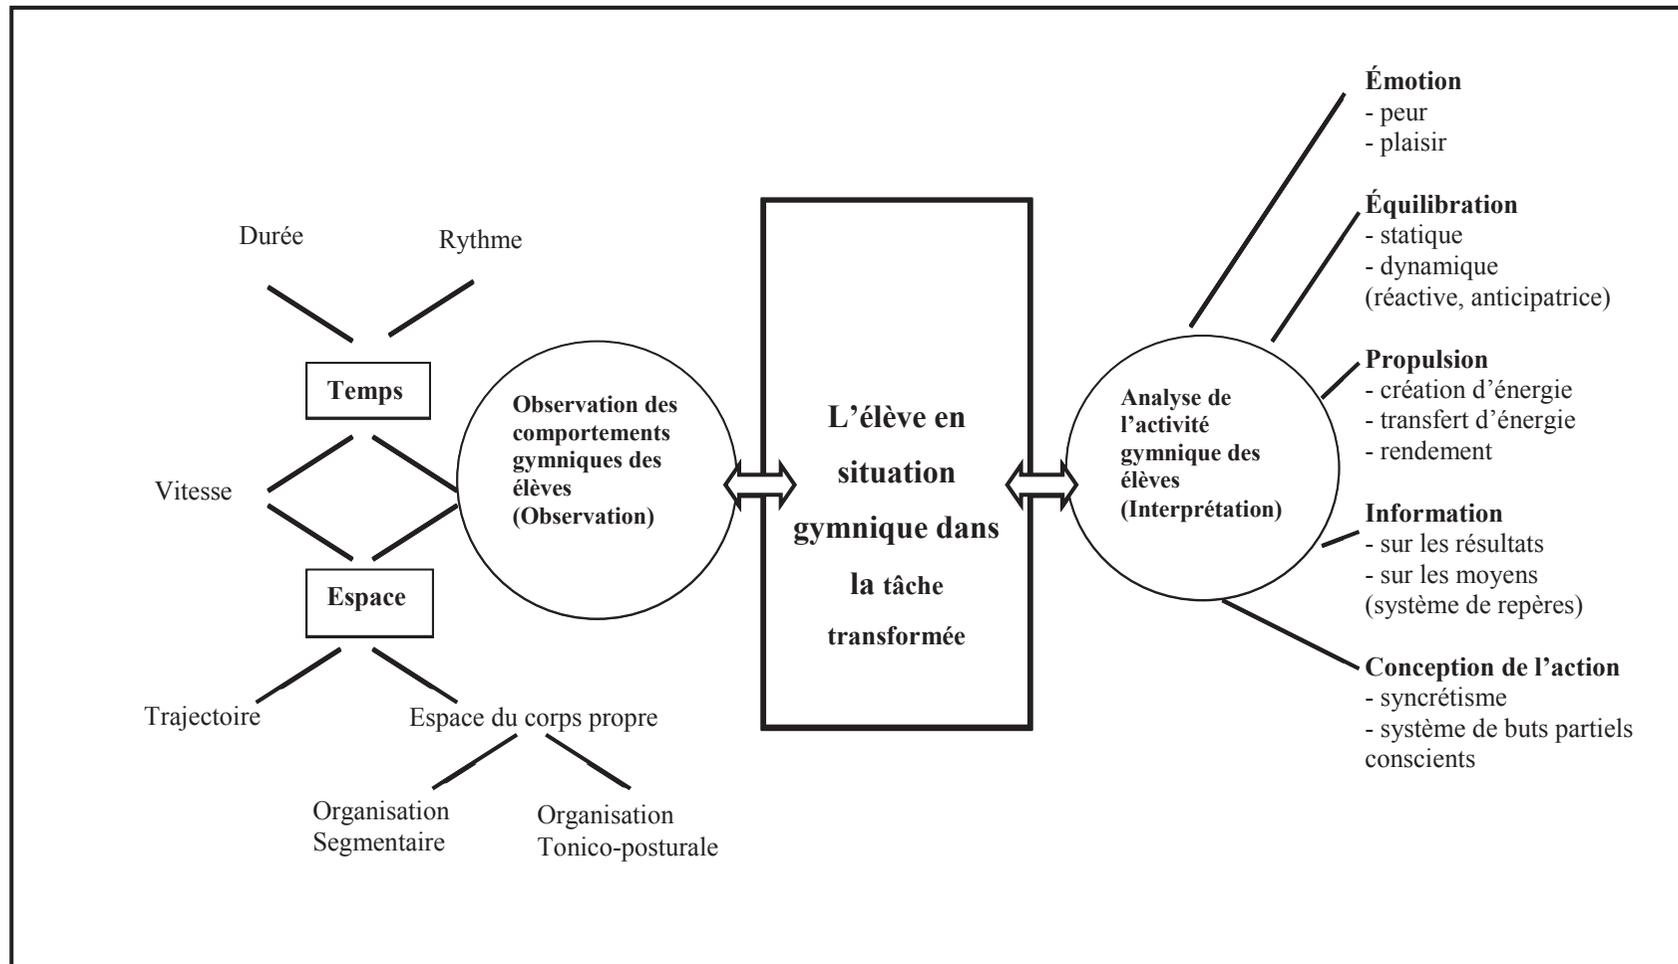 Durée
Rythme
Temps
Vitesse
Espace
Trajectoire
Espace du corps propre
Organisation
Segmentaire
Organisation
Tonico-posturale
Observation des
comportements
gymniques des
élèves
(Observation)
L’élève en
situation
gymnique dans
la tâche
transformée
Analyse de
l’activité
gymnique des
élèves
(Interprétation)
Émotion
- peur
- plaisir
Équilibration
- statique
- dynamique
(réactive, anticipatrice)
Propulsion
- création d’énergie
- transfert d’énergie
- rendement
Information
- sur les résultats
- sur les moyens
(système de repères)
Conception de l’action
- syncrétisme
- système de buts partiels
conscients